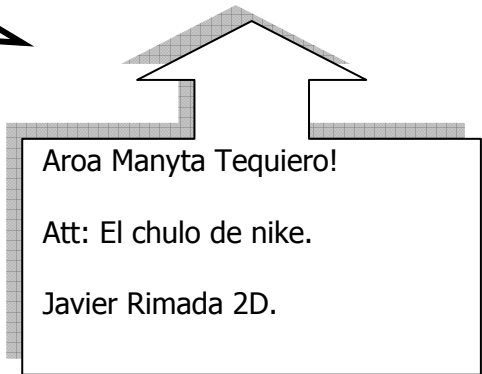 Aroa Manyta Tequiero!
Att: El chulo de nike.
Javier Rimada 2D.